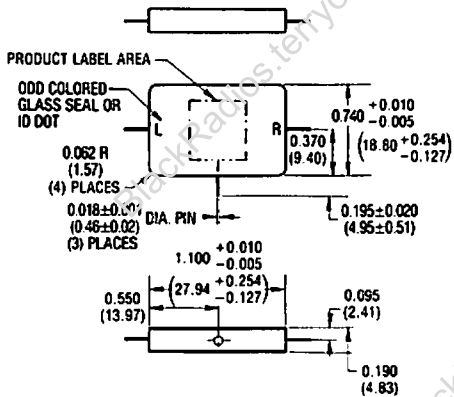 PRODUCT LABEL AREA
ODD COLORED
GLASS SEAL OR
ID DOT
L
R
0.062 R
(1.57)
(4) PLACES
0.370
(9.40)
0.740 +0.010 -0.005
(18.80 +0.254 -0.127)
0.018±0.001 DIA. PIN
(0.46±0.02)
(3) PLACES
0.195±0.020
(4.95±0.51)
1.100 +0.010 -0.005
(27.94 +0.254 -0.127)
0.550
(13.97)
0.095
(2.41)
0.190
(4.83)